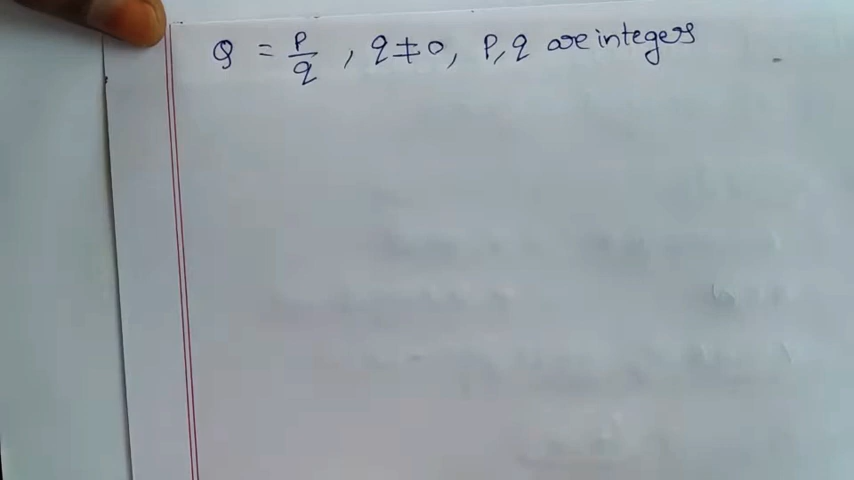 Q = p/q , q ≠ 0, p, q are integers